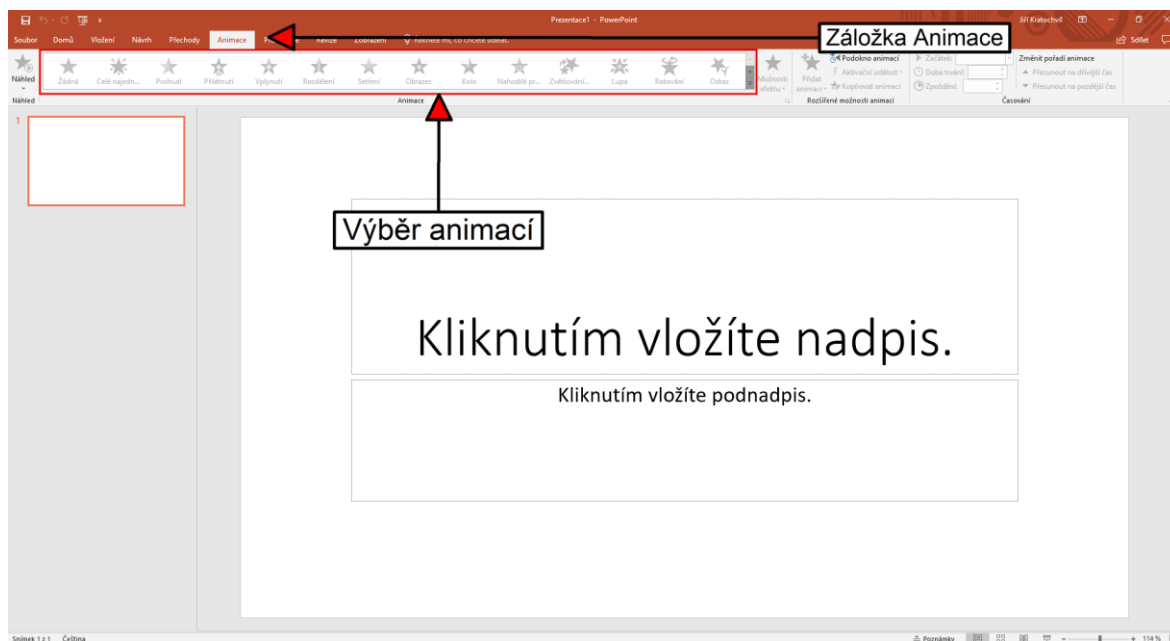 Prezentace1 - PowerPoint
Jiří Kratochvíl
Soubor Domů Vložení Návrh Přechody Animace Revize Zobrazení Řekněte mi, co chcete udělat.
Sdílet
Záložka Animace
Náhled
Žádná Celé najedn... Prolnutí Přilétnutí Vplynutí Rozdělení Setření Obrazec Kolo Nahodilé pr... Zvětšování... Lupa Rotování Odraz
Možnosti efektu
Přidat animaci
Podokno animací
Aktivační událost
Kopírovat animaci
Začátek:
Doba trvání:
Zpoždění:
Změnit pořadí animace
Přesunout na dřívější čas
Přesunout na pozdější čas
Náhled Animace Rozšířené možnosti animací Časování
1
Výběr animací
Kliknutím vložíte nadpis.
Kliknutím vložíte podnadpis.
Snímek 1 z 1 Čeština
Poznámky 114 %